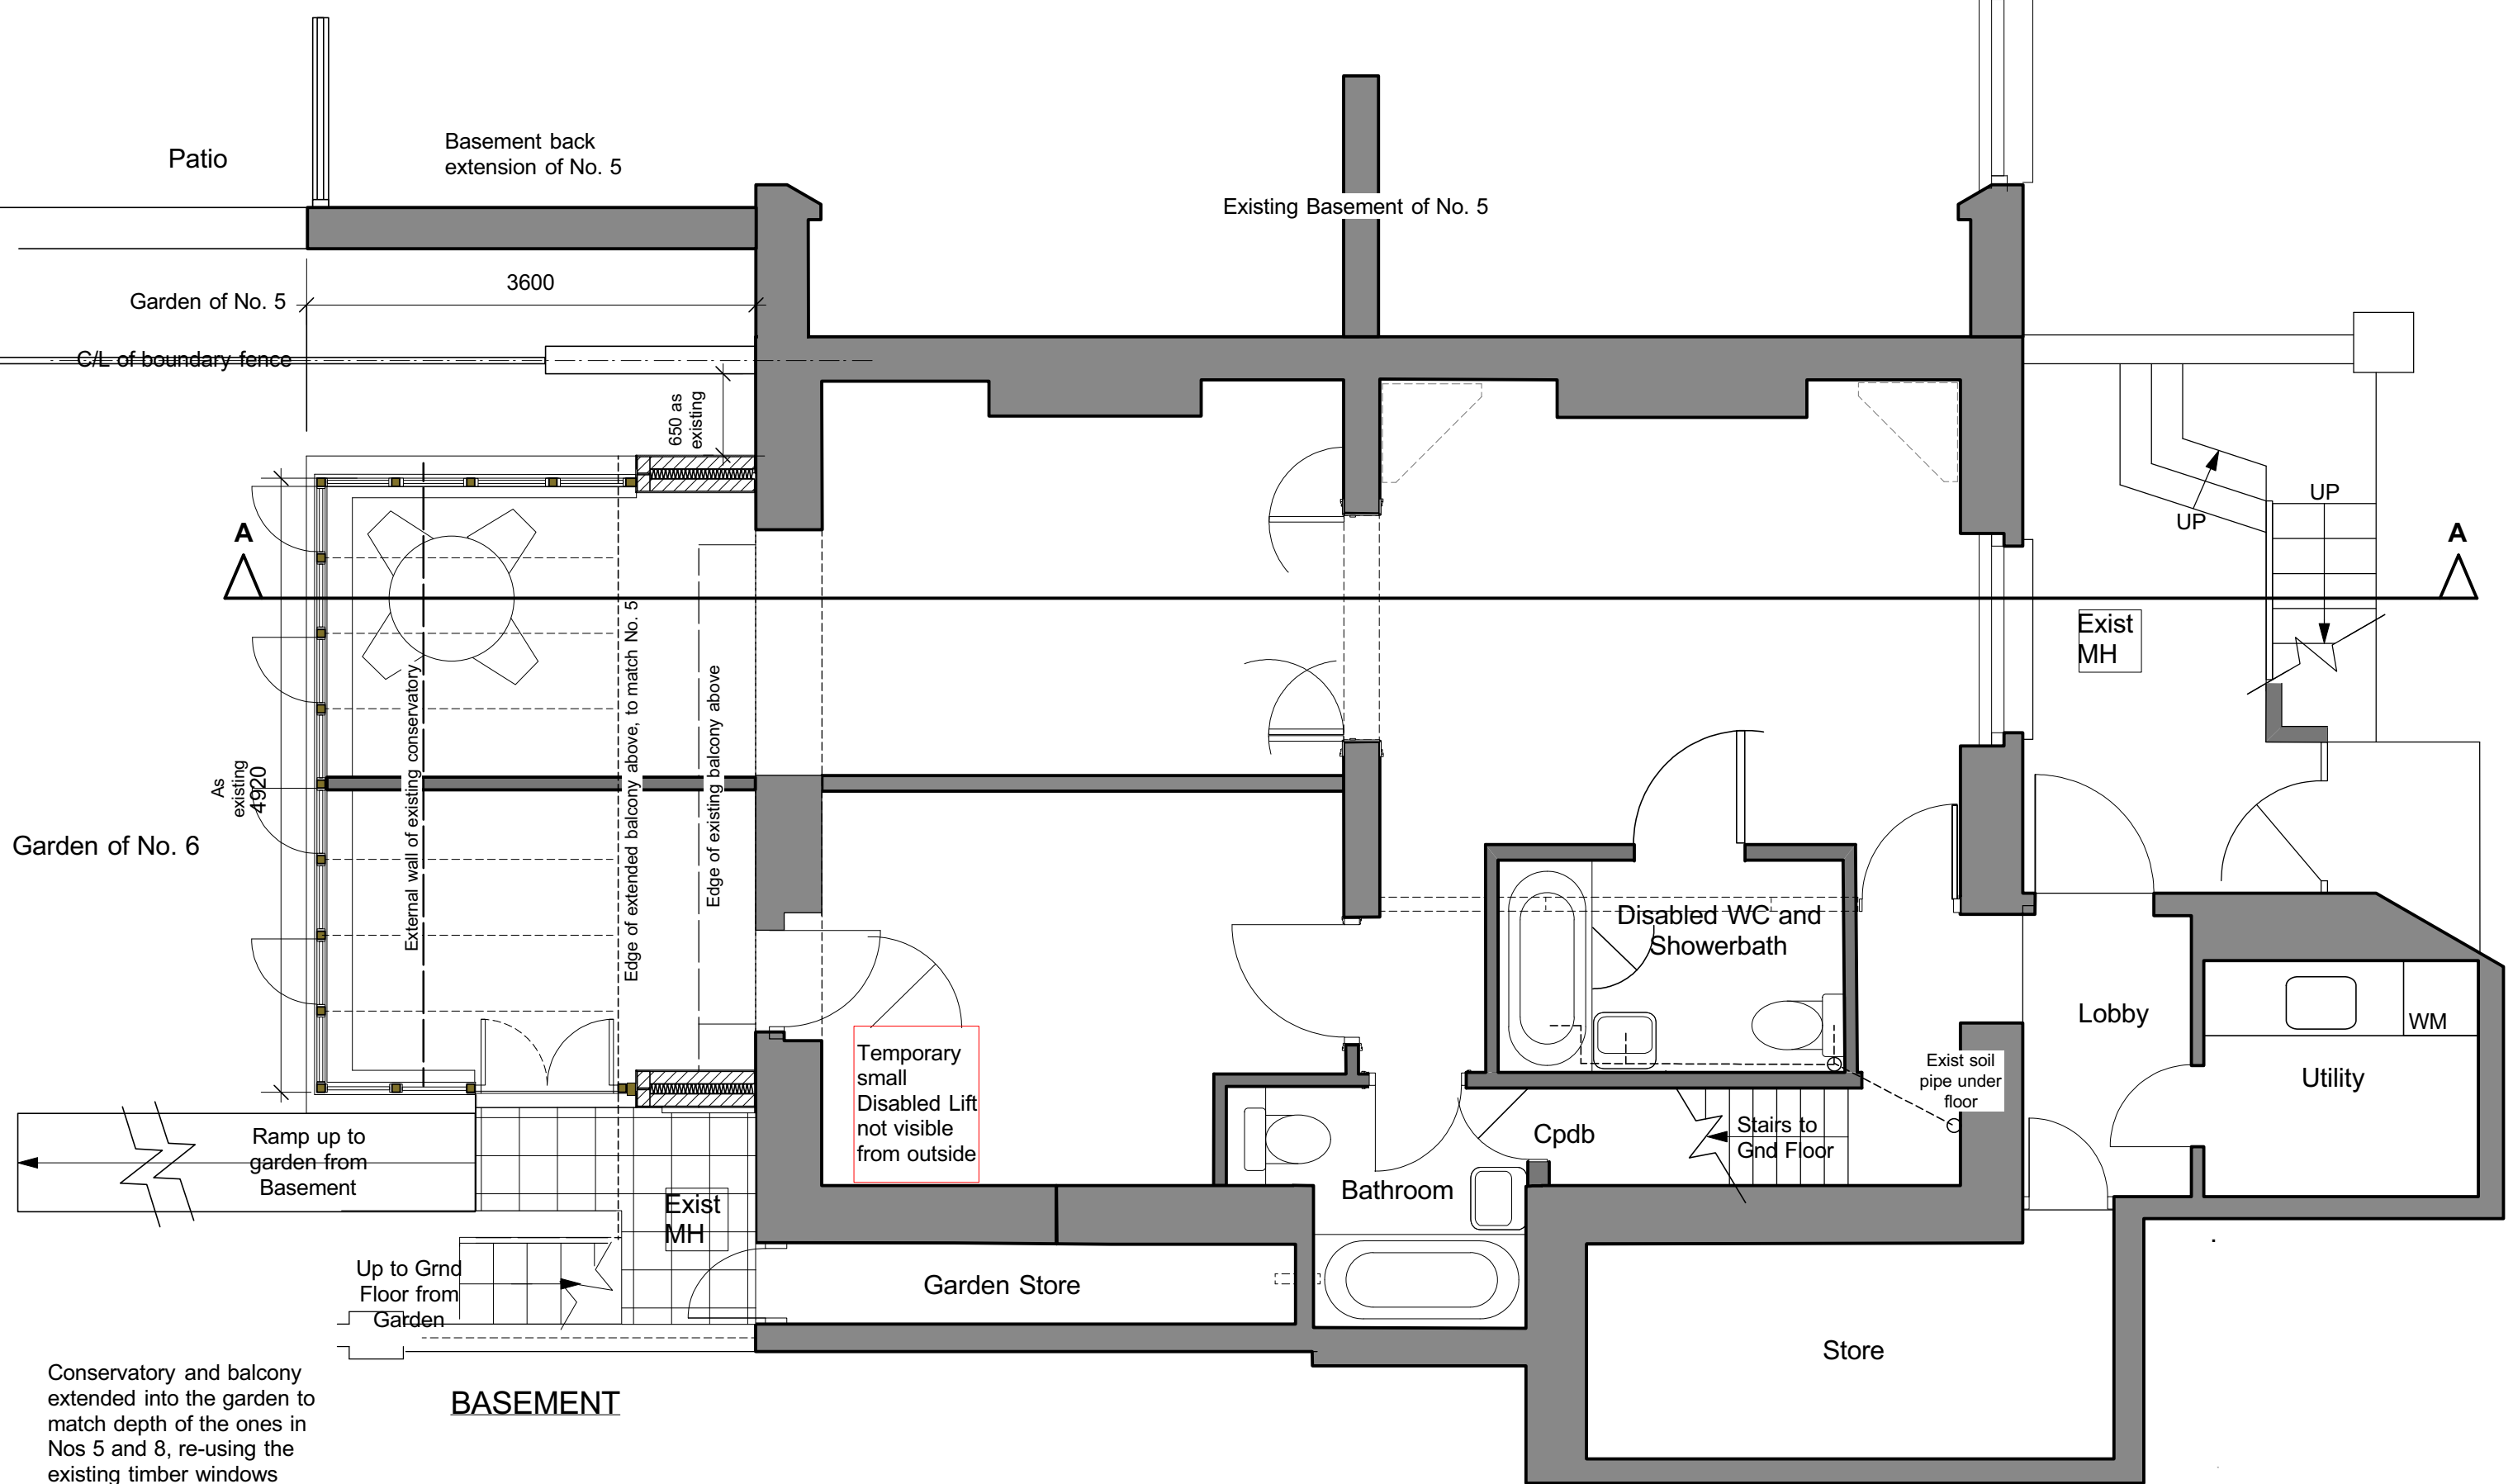 Patio
Basement back
extension of No. 5
Existing Basement of No. 5
3600
Garden of No. 5
C/L of boundary fence
650 as
existing
A
A
UP
UP
Exist
MH
External wall of existing conservatory
Edge of extended balcony above, to match No. 5
Edge of existing balcony above
As
existing
4920
Garden of No. 6
Disabled WC and
Showerbath
Lobby
WM
Utility
Exist soil
pipe under
floor
Temporary
small
Disabled Lift
not visible
from outside
Cpdb
Stairs to
Gnd Floor
Bathroom
Ramp up to
garden from
Basement
Exist
MH
Up to Grnd
Floor from
Garden
Garden Store
Store
Conservatory and balcony
extended into the garden to
match depth of the ones in
Nos 5 and 8, re-using the
existing timber windows
BASEMENT